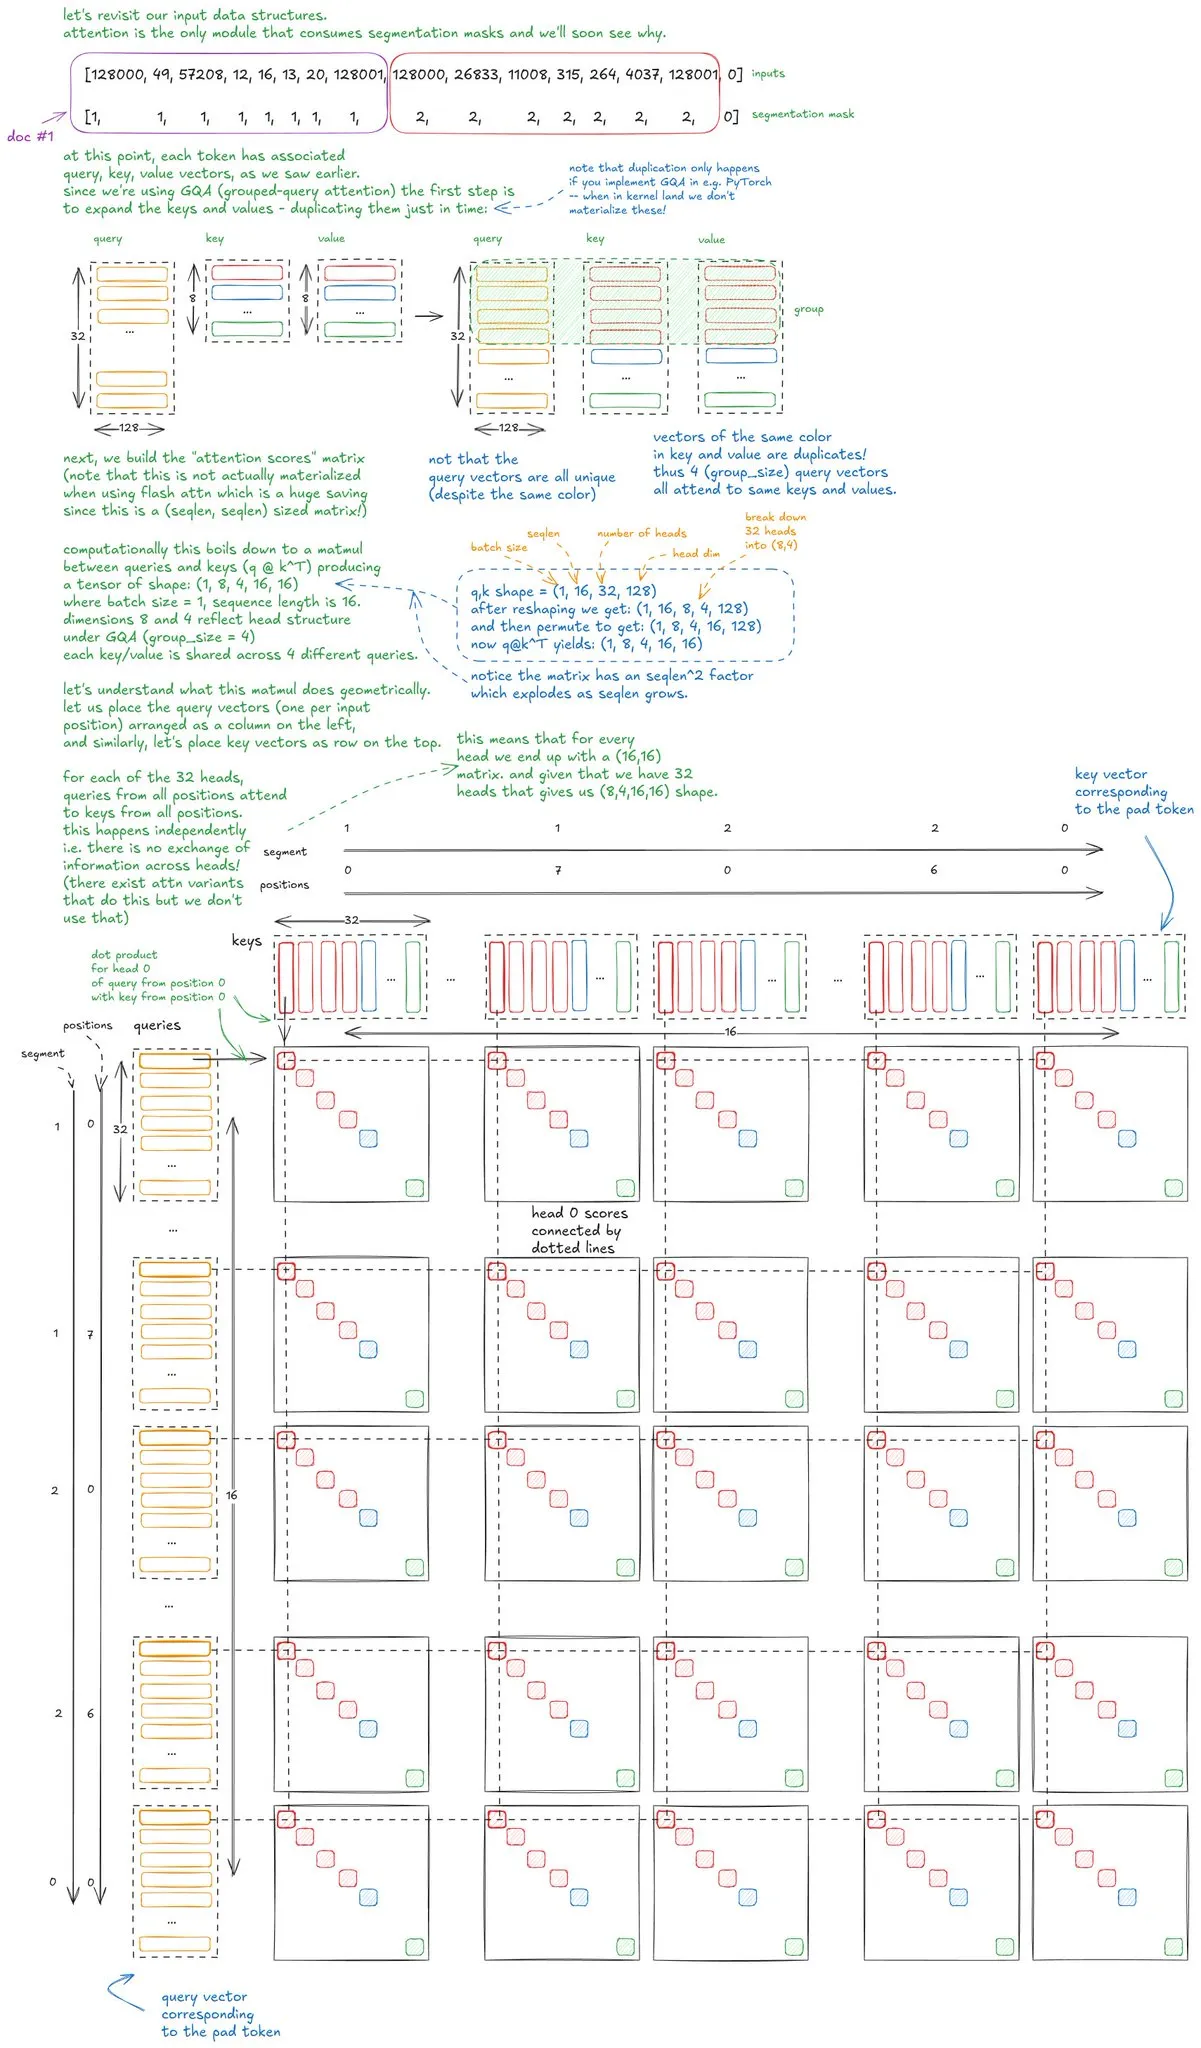 let's revisit our input data structures.
attention is the only module that consumes segmentation masks and we'll soon see why.
[128000, 49, 57208, 12, 16, 13, 20, 128001, 128000, 26833, 11008, 315, 264, 4037, 128001, 0] inputs
[1, 1, 1, 1, 1, 1, 1, 1, 2, 2, 2, 2, 2, 2, 2, 0] segmentation mask
doc #1
at this point, each token has associated
query, key, value vectors, as we saw earlier.
since we're using GQA (grouped-query attention) the first step is
to expand the keys and values - duplicating them just in time:
note that duplication only happens
if you implement GQA in e.g. PyTorch
-- when in kernel land we don't
materialize these!
query key value query key value
32 8 8 32
... ... ...
group
... ... ...
128 128
next, we build the "attention scores" matrix
(note that this is not actually materialized
when using flash attn which is a huge saving
since this is a (seqlen, seqlen) sized matrix!)
not that the
query vectors are all unique
(despite the same color)
vectors of the same color
in key and value are duplicates!
thus 4 (group_size) query vectors
all attend to same keys and values.
computationally this boils down to a matmul
between queries and keys (q @ k^T) producing
a tensor of shape: (1, 8, 4, 16, 16)
where batch size = 1, sequence length is 16.
dimensions 8 and 4 reflect head structure
under GQA (group_size = 4)
each key/value is shared across 4 different queries.
batch size
seqlen
number of heads
head dim
break down
32 heads
into (8,4)
q,k shape = (1, 16, 32, 128)
after reshaping we get: (1, 16, 8, 4, 128)
and then permute to get: (1, 8, 4, 16, 128)
now q@k^T yields: (1, 8, 4, 16, 16)
notice the matrix has an seqlen^2 factor
which explodes as seqlen grows.
let's understand what this matmul does geometrically.
let us place the query vectors (one per input
position) arranged as a column on the left,
and similarly, let's place key vectors as row on the top.
this means that for every
head we end up with a (16,16)
matrix. and given that we have 32
heads that gives us (8,4,16,16) shape.
for each of the 32 heads,
queries from all positions attend
to keys from all positions.
this happens independently
i.e. there is no exchange of
information across heads!
(there exist attn variants
that do this but we don't
use that)
key vector
corresponding
to the pad token
1 1 2 2 0
segment
0 7 0 6 0
positions
32
keys
... ... ... ... ... ... ...
dot product
for head 0
of query from position 0
with key from position 0
16
positions queries
segment
1 0 32
...
...
head 0 scores
connected by
dotted lines
1 7
...
2 0 16
...
...
2 6
...
0 0
...
query vector
corresponding
to the pad token